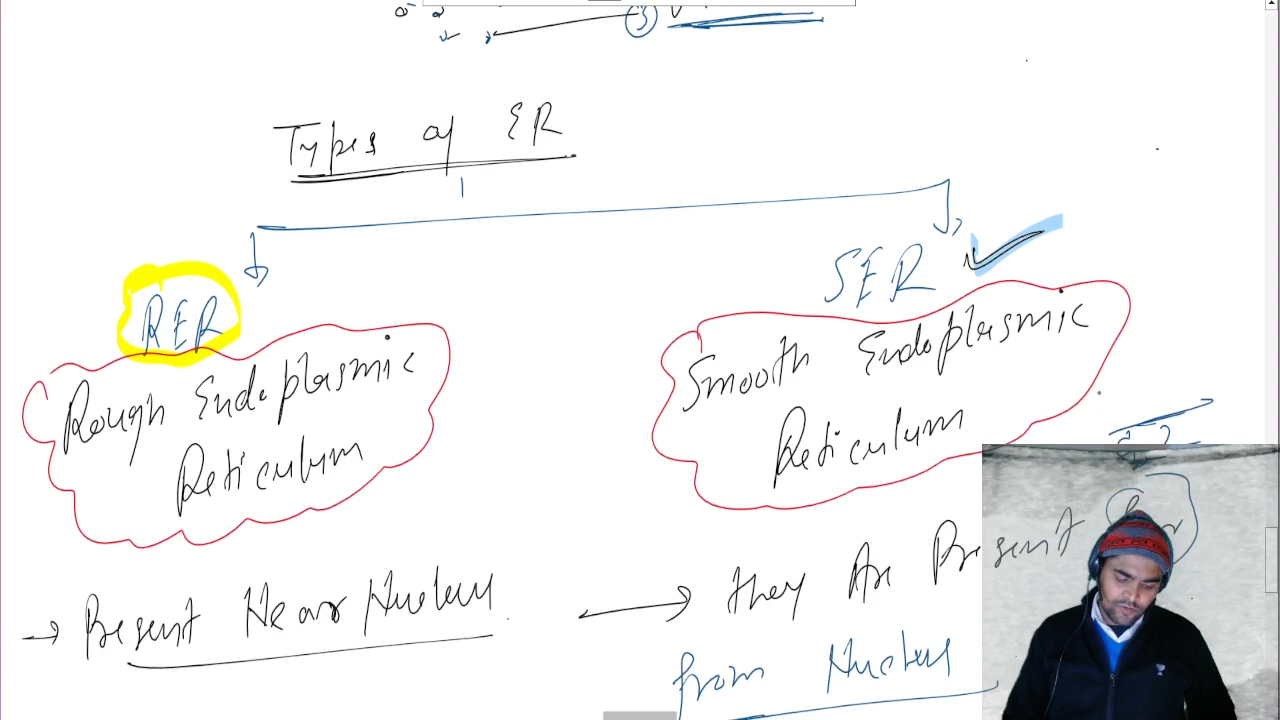 Types of ER
RER
SER
Rough Endoplasmic
Reticulum
Smooth Endoplasmic
Reticulum
→ Present Near Nucleus
→ They Are Present
from Nucleus